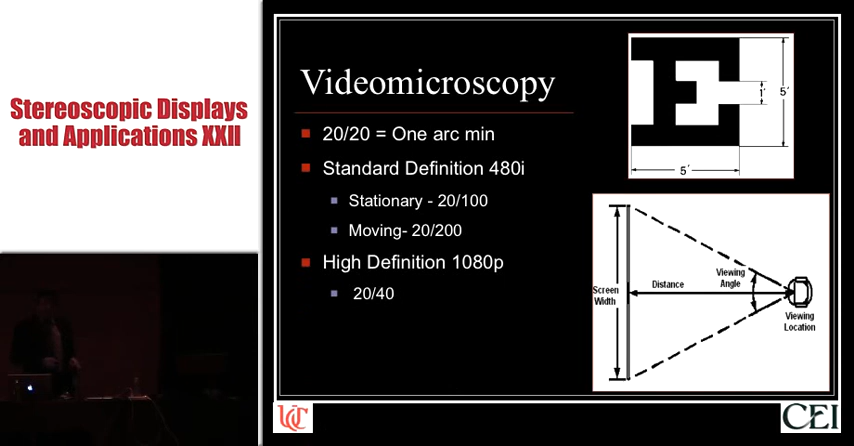 Stereoscopic Displays
and Applications XXII
Videomicroscopy
20/20 = One arc min
Standard Definition 480i
Stationary - 20/100
Moving- 20/200
High Definition 1080p
20/40
1′
5′
5′
Screen
Width
Distance
Viewing
Angle
Viewing
Location
UC
CEI